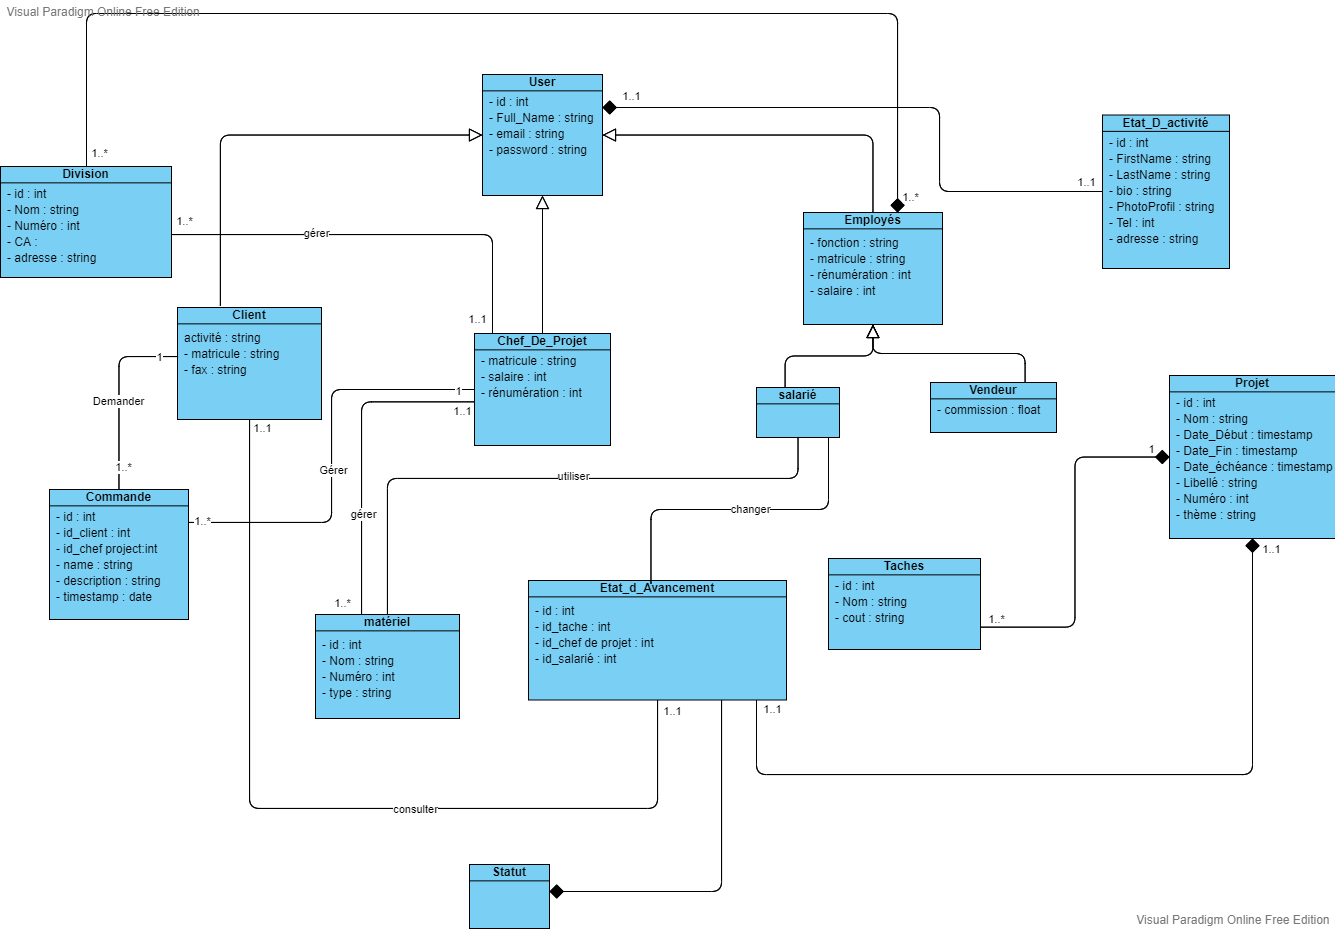 Visual Paradigm Online Free Edition
User
- id : int
- Full_Name : string
- email : string
- password : string
1..1
Etat_D_activité
- id : int
- FirstName : string
- LastName : string
- bio : string
- PhotoProfil : string
- Tel : int
- adresse : string
1..1
1..*
Division
- id : int
- Nom : string
- Numéro : int
- CA :
- adresse : string
1..*
gérer
1..1
1..*
Employés
- fonction : string
- matricule : string
- rénumération : int
- salaire : int
Client
activité : string
- matricule : string
- fax : string
1
Demander
1..*
1..1
Chef_De_Projet
- matricule : string
- salaire : int
- rénumération : int
1
1..1
Gérer
gérer
salarié
Vendeur
- commission : float
Projet
- id : int
- Nom : string
- Date_Début : timestamp
- Date_Fin : timestamp
- Date_èchéance : timestamp
- Libellé : string
- Numéro : int
- thème : string
1
1..1
utiliser
changer
Commande
- id : int
- id_client : int
- id_chef project:int
- name : string
- description : string
- timestamp : date
1..*
1..*
matériel
- id : int
- Nom : string
- Numéro : int
- type : string
Etat_d_Avancement
- id : int
- id_tache : int
- id_chef de projet : int
- id_salarié : int
1..1
1..1
Taches
- id : int
- Nom : string
- cout : string
1..*
consulter
Statut
Visual Paradigm Online Free Edition